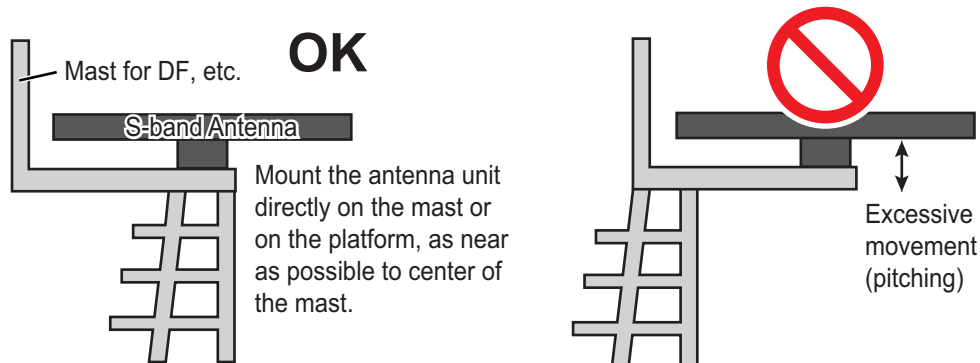 OK
Mast for DF, etc.
S-band Antenna
Mount the antenna unit
directly on the mast or
on the platform, as near
as possible to center of
the mast.
Excessive
movement
(pitching)